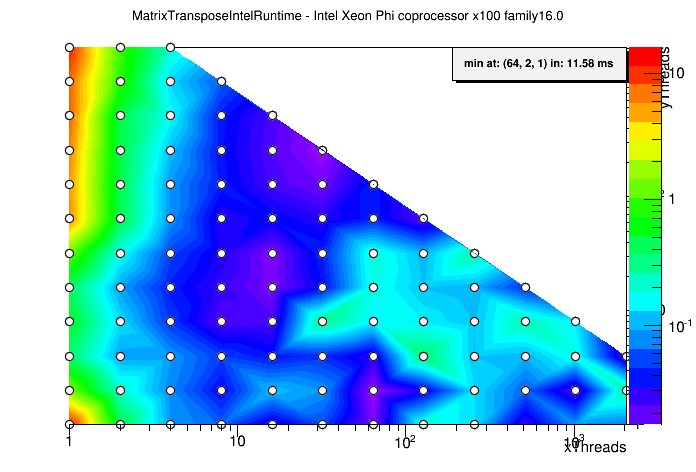 MatrixTransposeIntelRuntime - Intel Xeon Phi coprocessor x100 family16.0
min at: (64, 2, 1) in: 11.58 ms
yThreads
10
1
10-1
1
10
10²
10³
xThreads